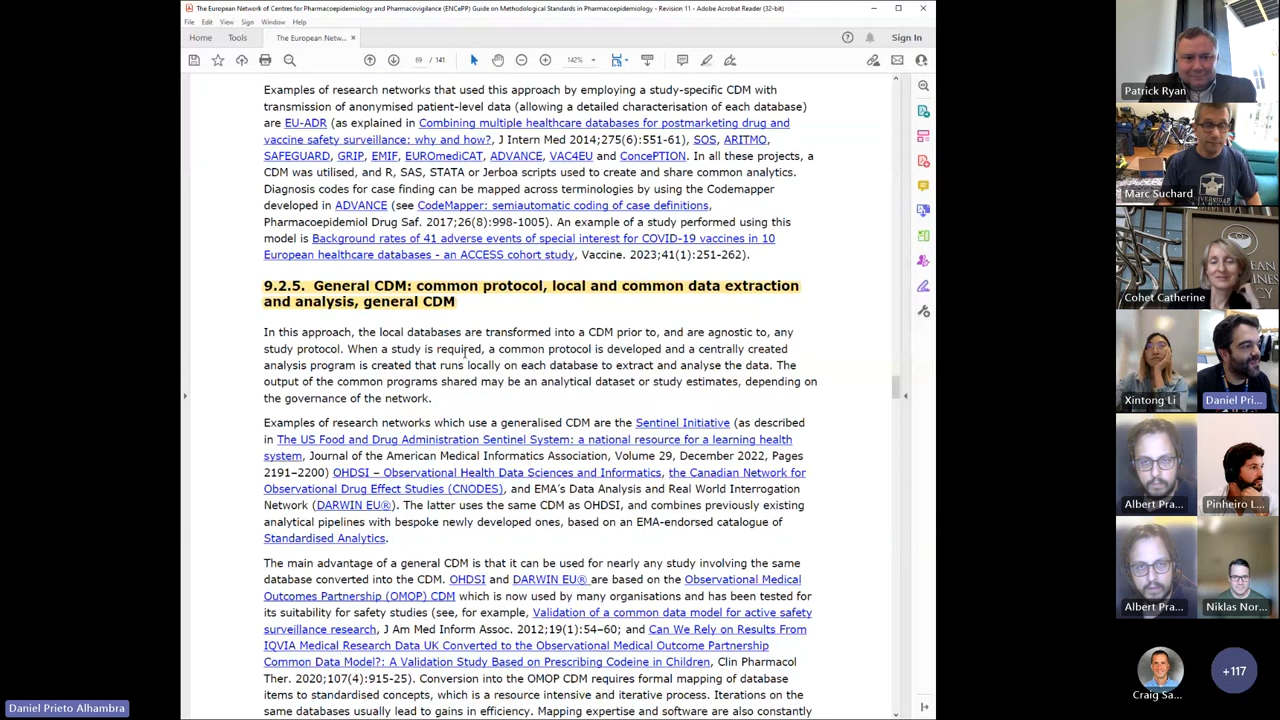 The European Network of Centres for Pharmacoepidemiology and Pharmacovigilance (ENCePP) Guide on Methodological Standards in Pharmacoepidemiology - Revision 11 - Adobe Acrobat Reader (32-bit)
File Edit View Sign Window Help
Home Tools The European Netw... × Sign In
69 / 141 142%
Examples of research networks that used this approach by employing a study-specific CDM with
transmission of anonymised patient-level data (allowing a detailed characterisation of each database)
are EU-ADR (as explained in Combining multiple healthcare databases for postmarketing drug and
vaccine safety surveillance: why and how?, J Intern Med 2014;275(6):551-61), SOS, ARITMO,
SAFEGUARD, GRIP, EMIF, EUROmediCAT, ADVANCE, VAC4EU and ConcePTION. In all these projects, a
CDM was utilised, and R, SAS, STATA or Jerboa scripts used to create and share common analytics.
Diagnosis codes for case finding can be mapped across terminologies by using the Codemapper
developed in ADVANCE (see CodeMapper: semiautomatic coding of case definitions,
Pharmacoepidemiol Drug Saf. 2017;26(8):998-1005). An example of a study performed using this
model is Background rates of 41 adverse events of special interest for COVID-19 vaccines in 10
European healthcare databases - an ACCESS cohort study, Vaccine. 2023;41(1):251-262).
9.2.5. General CDM: common protocol, local and common data extraction
and analysis, general CDM
In this approach, the local databases are transformed into a CDM prior to, and are agnostic to, any
study protocol. When a study is required, a common protocol is developed and a centrally created
analysis program is created that runs locally on each database to extract and analyse the data. The
output of the common programs shared may be an analytical dataset or study estimates, depending on
the governance of the network.
Examples of research networks which use a generalised CDM are the Sentinel Initiative (as described
in The US Food and Drug Administration Sentinel System: a national resource for a learning health
system, Journal of the American Medical Informatics Association, Volume 29, December 2022, Pages
2191–2200) OHDSI – Observational Health Data Sciences and Informatics, the Canadian Network for
Observational Drug Effect Studies (CNODES), and EMA's Data Analysis and Real World Interrogation
Network (DARWIN EU®). The latter uses the same CDM as OHDSI, and combines previously existing
analytical pipelines with bespoke newly developed ones, based on an EMA-endorsed catalogue of
Standardised Analytics.
The main advantage of a general CDM is that it can be used for nearly any study involving the same
database converted into the CDM. OHDSI and DARWIN EU® are based on the Observational Medical
Outcomes Partnership (OMOP) CDM which is now used by many organisations and has been tested for
its suitability for safety studies (see, for example, Validation of a common data model for active safety
surveillance research, J Am Med Inform Assoc. 2012;19(1):54–60; and Can We Rely on Results From
IQVIA Medical Research Data UK Converted to the Observational Medical Outcome Partnership
Common Data Model?: A Validation Study Based on Prescribing Codeine in Children, Clin Pharmacol
Ther. 2020;107(4):915-25). Conversion into the OMOP CDM requires formal mapping of database
items to standardised concepts, which is a resource intensive and iterative process. Iterations on the
same databases usually lead to gains in efficiency. Mapping expertise and software are also constantly
Patrick Ryan
Marc Suchard
Cohet Catherine
Xintong Li
Daniel Pri...
Albert Pra...
Pinheiro L...
Albert Pra...
Niklas Nor...
Craig Sa...
+117
Daniel Prieto Alhambra